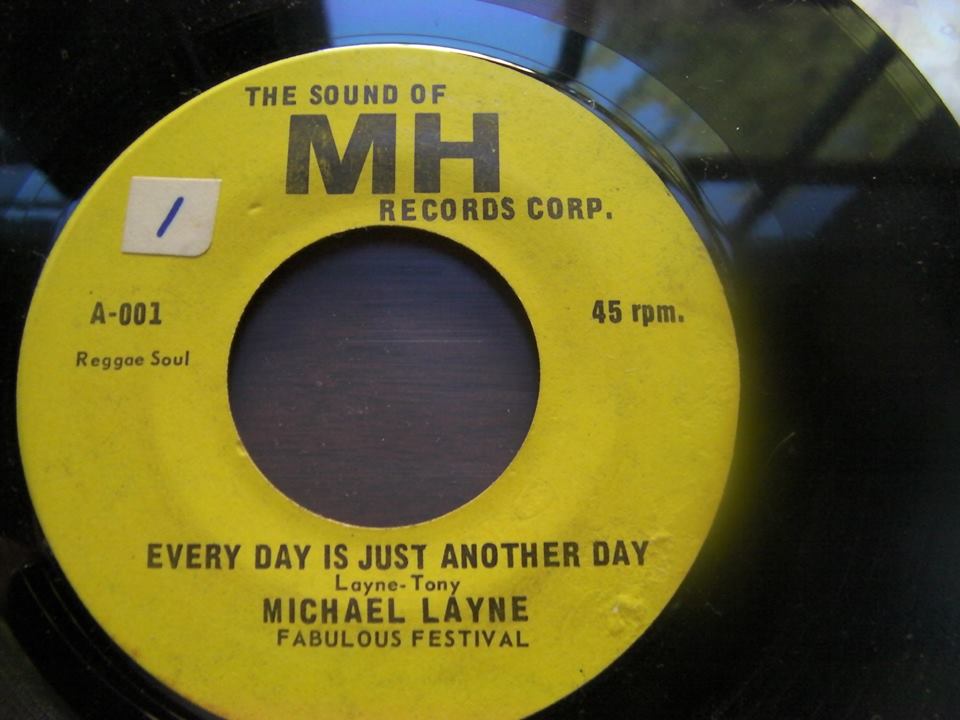 THE SOUND OF
MH
RECORDS CORP.
/
A-001
45 rpm.
Reggae Soul
EVERY DAY IS JUST ANOTHER DAY
Layne-Tony
MICHAEL LAYNE
FABULOUS FESTIVAL